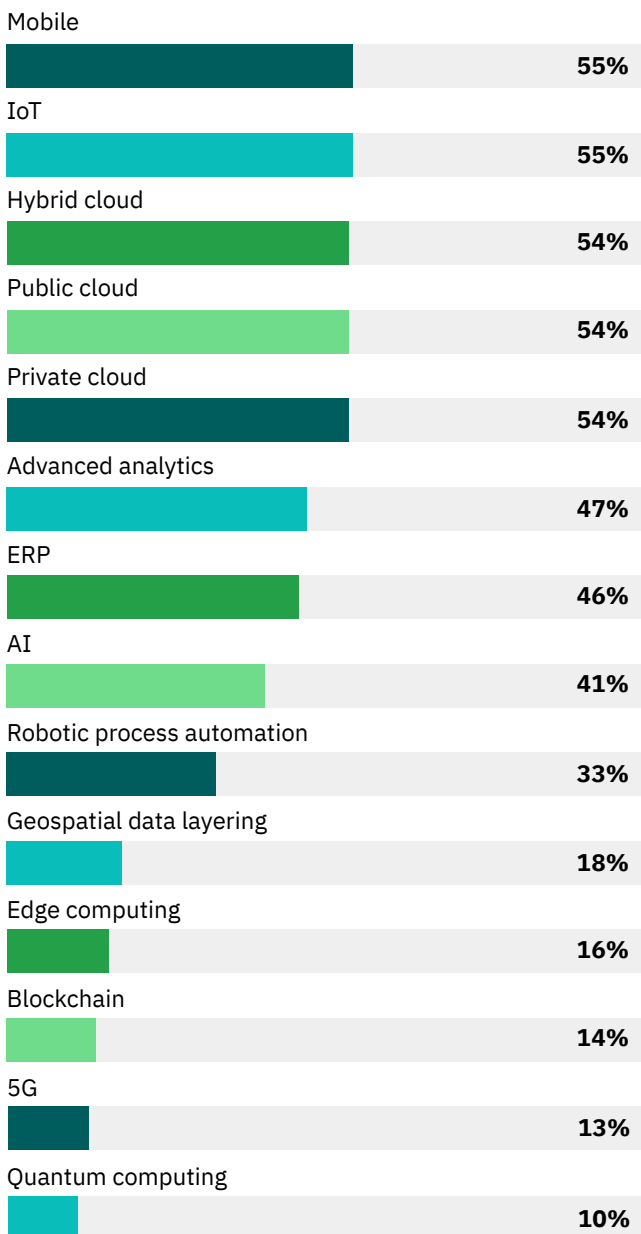 Mobile
55%
IoT
55%
Hybrid cloud
54%
Public cloud
54%
Private cloud
54%
Advanced analytics
47%
ERP
46%
AI
41%
Robotic process automation
33%
Geospatial data layering
18%
Edge computing
16%
Blockchain
14%
5G
13%
Quantum computing
10%